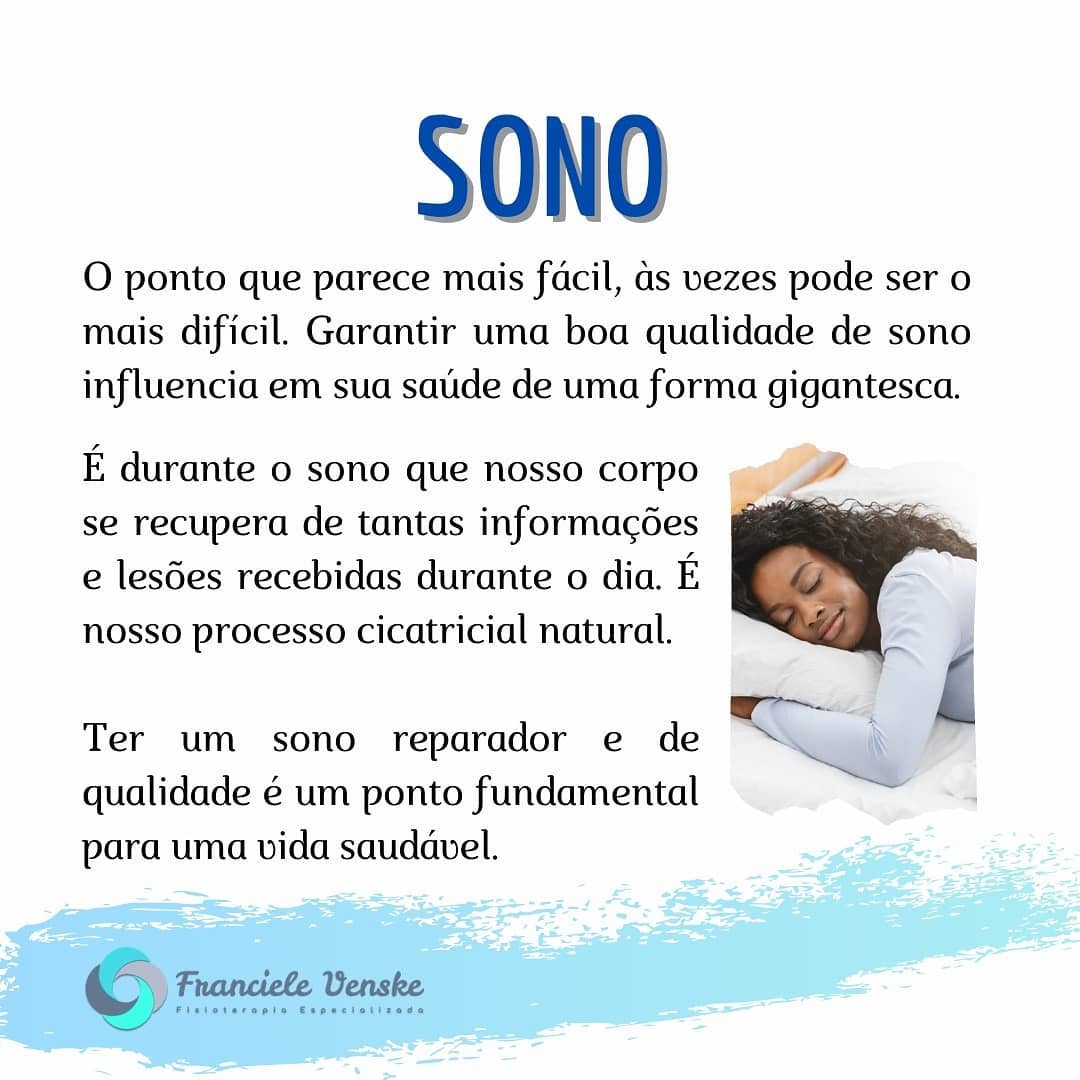 SONO
O ponto que parece mais fácil, às vezes pode ser o
mais difícil. Garantir uma boa qualidade de sono
influencia em sua saúde de uma forma gigantesca.
É durante o sono que nosso corpo
se recupera de tantas informações
e lesões recebidas durante o dia. É
nosso processo cicatricial natural.
Ter um sono reparador e de
qualidade é um ponto fundamental
para uma vida saudável.
Franciele Venske
Fisioterapia Especializada